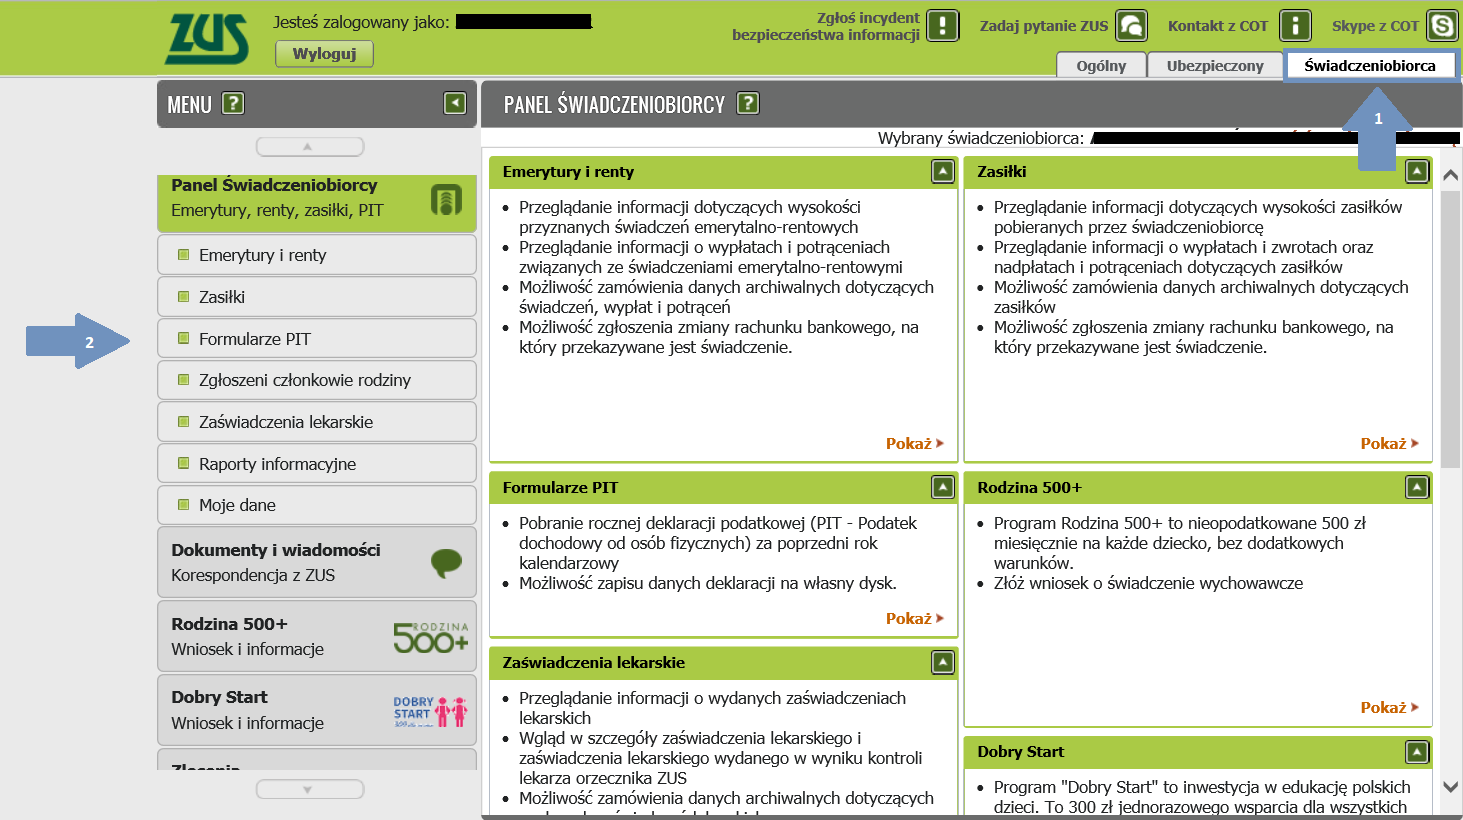 ZUS
Jesteś zalogowany jako:
Wyloguj
Zgłoś incydent
bezpieczeństwa informacji
Zadaj pytanie ZUS
Kontakt z COT
Skype z COT
Ogólny
Ubezpieczony
Świadczeniobiorca
1
MENU ?
PANEL ŚWIADCZENIOBIORCY ?
Wybrany świadczeniobiorca:
Panel Świadczeniobiorcy
Emerytury, renty, zasiłki, PIT
Emerytury i renty
Zasiłki
2
Formularze PIT
Zgłoszeni członkowie rodziny
Zaświadczenia lekarskie
Raporty informacyjne
Moje dane
Dokumenty i wiadomości
Korespondencja z ZUS
Rodzina 500+
Wniosek i informacje
RODZINA
500+
Dobry Start
Wniosek i informacje
DOBRY
START
Zlecenia
Emerytury i renty
• Przeglądanie informacji dotyczących wysokości
przyznanych świadczeń emerytalno-rentowych
• Przeglądanie informacji o wypłatach i potrąceniach
związanych ze świadczeniami emerytalno-rentowymi
• Możliwość zamówienia danych archiwalnych dotyczących
świadczeń, wypłat i potrąceń
• Możliwość zgłoszenia zmiany rachunku bankowego, na
który przekazywane jest świadczenie.
Pokaż
Zasiłki
• Przeglądanie informacji dotyczących wysokości zasiłków
pobieranych przez świadczeniobiorcę
• Przeglądanie informacji o wypłatach i zwrotach oraz
nadpłatach i potrąceniach dotyczących zasiłków
• Możliwość zamówienia danych archiwalnych dotyczących
zasiłków
• Możliwość zgłoszenia zmiany rachunku bankowego, na
który przekazywane jest świadczenie.
Pokaż
Formularze PIT
• Pobranie rocznej deklaracji podatkowej (PIT - Podatek
dochodowy od osób fizycznych) za poprzedni rok
kalendarzowy
• Możliwość zapisu danych deklaracji na własny dysk.
Pokaż
Rodzina 500+
• Program Rodzina 500+ to nieopodatkowane 500 zł
miesięcznie na każde dziecko, bez dodatkowych
warunków.
• Złóż wniosek o świadczenie wychowawcze
Pokaż
Zaświadczenia lekarskie
• Przeglądanie informacji o wydanych zaświadczeniach
lekarskich
• Wgląd w szczegóły zaświadczenia lekarskiego i
zaświadczenia lekarskiego wydanego w wyniku kontroli
lekarza orzecznika ZUS
• Możliwość zamówienia danych archiwalnych dotyczących
Dobry Start
• Program "Dobry Start" to inwestycja w edukację polskich
dzieci. To 300 zł jednorazowego wsparcia dla wszystkich